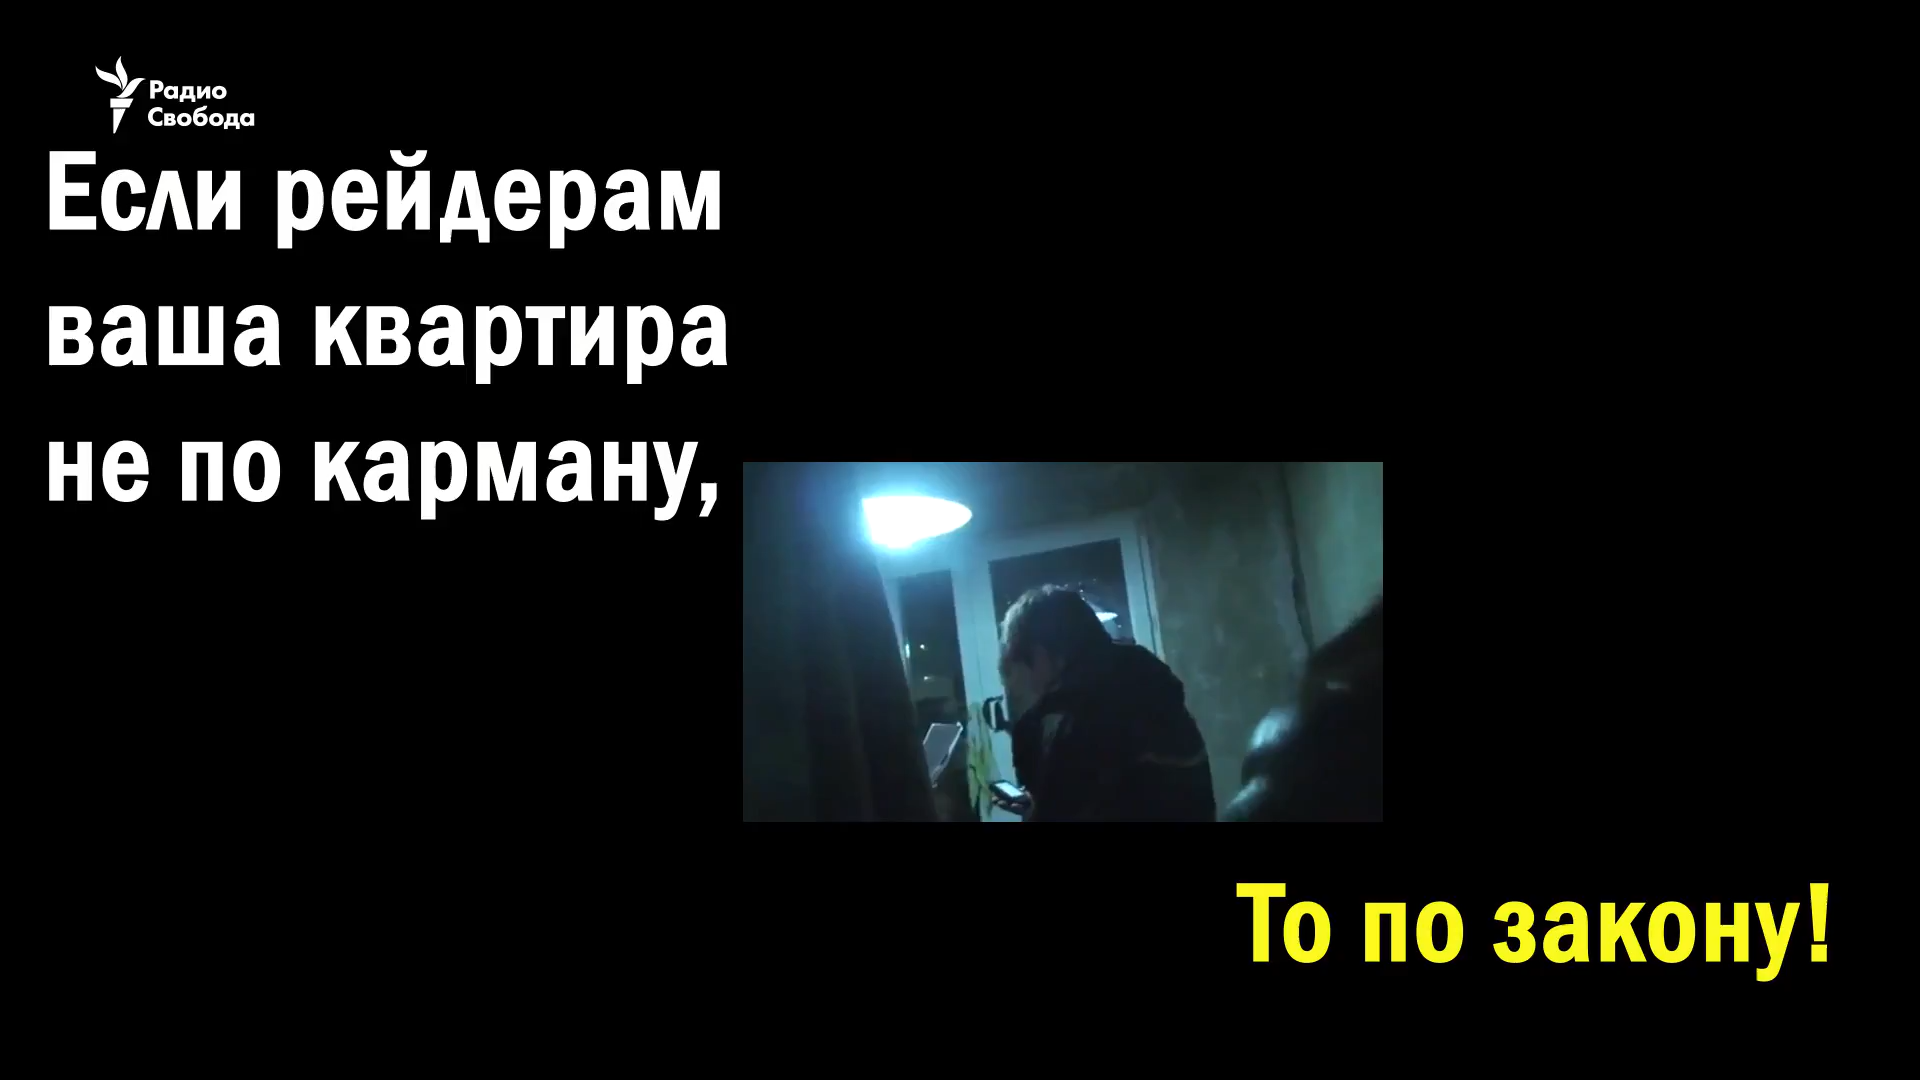 Радио
Свобода
Если рейдерам
ваша квартира
не по карману,
То по закону!